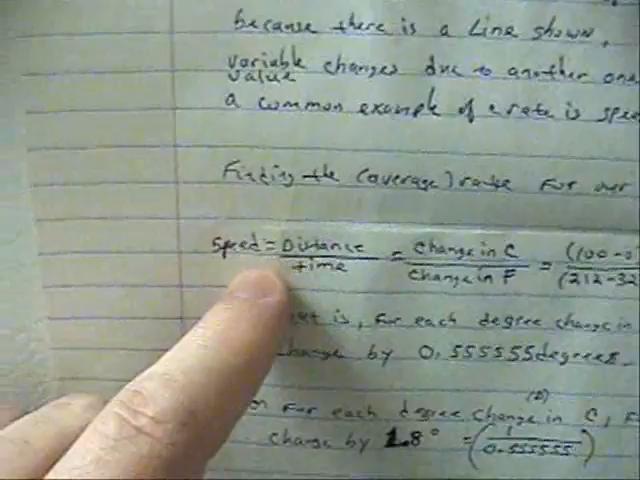 because there is a Line shown,
variable changes due to another one
value
a common example of a rate is spee
Finding the (average) rate For our
Speed = Distance / time = Change in C / Change in F = (100-0 / (212-32
is, For each degree change in
change by 0.555555 degrees
For each degree Change in C, F
(1)
Change by 1.8° = (1 / 0.555555)